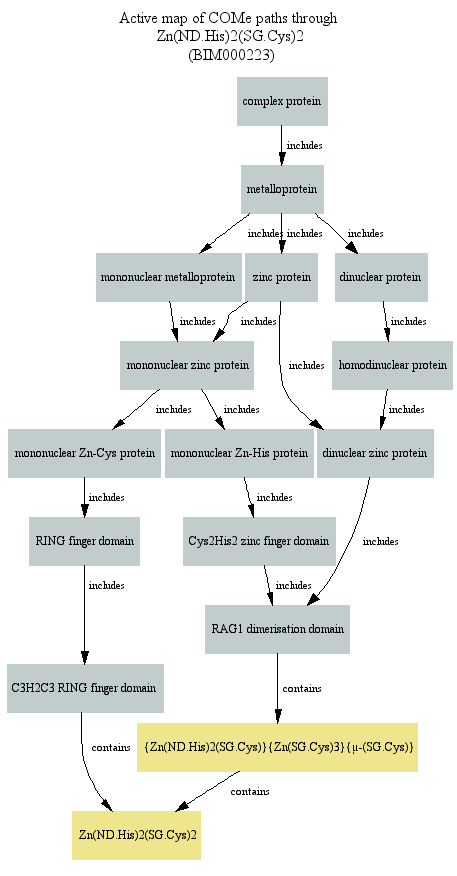 Active map of COMe paths through
Zn(ND.His)2(SG.Cys)2
(BIM000223)
complex protein
includes
metalloprotein
includes
includes
includes
mononuclear metalloprotein
zinc protein
dinuclear protein
includes
includes
includes
mononuclear zinc protein
includes
homodinuclear protein
includes
includes
includes
mononuclear Zn-Cys protein
mononuclear Zn-His protein
dinuclear zinc protein
includes
includes
RING finger domain
Cys2His2 zinc finger domain
includes
includes
includes
RAG1 dimerisation domain
C3H2C3 RING finger domain
contains
{Zn(ND.His)2(SG.Cys)}{Zn(SG.Cys)3}{μ-(SG.Cys)}
contains
contains
Zn(ND.His)2(SG.Cys)2